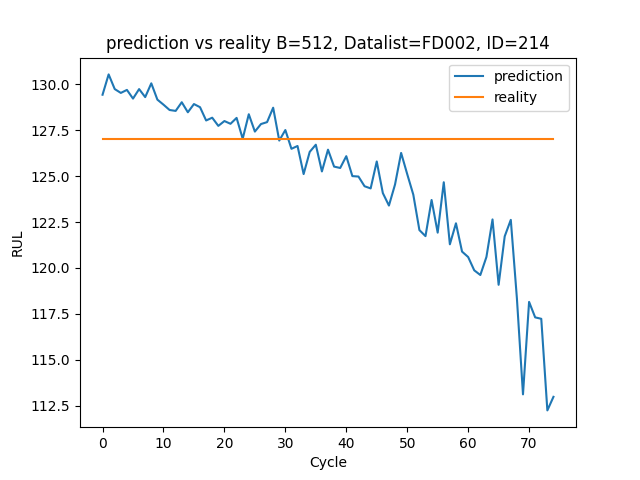 prediction vs reality B=512, Datalist=FD002, ID=214
prediction
reality
RUL
130.0
127.5
125.0
122.5
120.0
117.5
115.0
112.5
0 10 20 30 40 50 60 70
Cycle